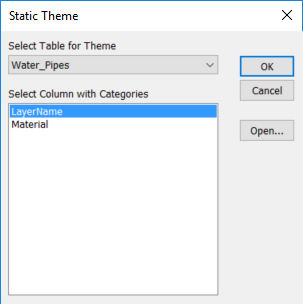 Static Theme
Select Table for Theme
Water_Pipes
OK
Cancel
Select Column with Categories
LayerName
Material
Open...